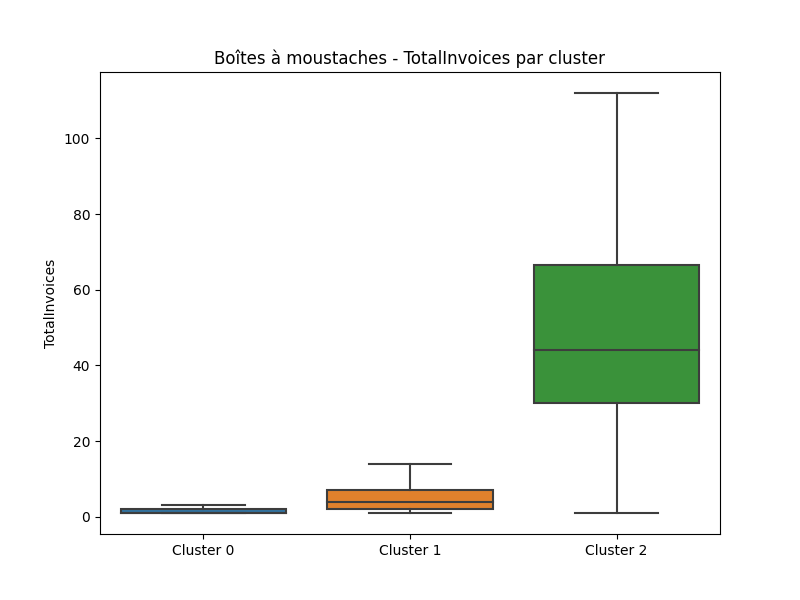 Boîtes à moustaches - TotalInvoices par cluster
TotalInvoices
100
80
60
40
20
0
Cluster 0
Cluster 1
Cluster 2